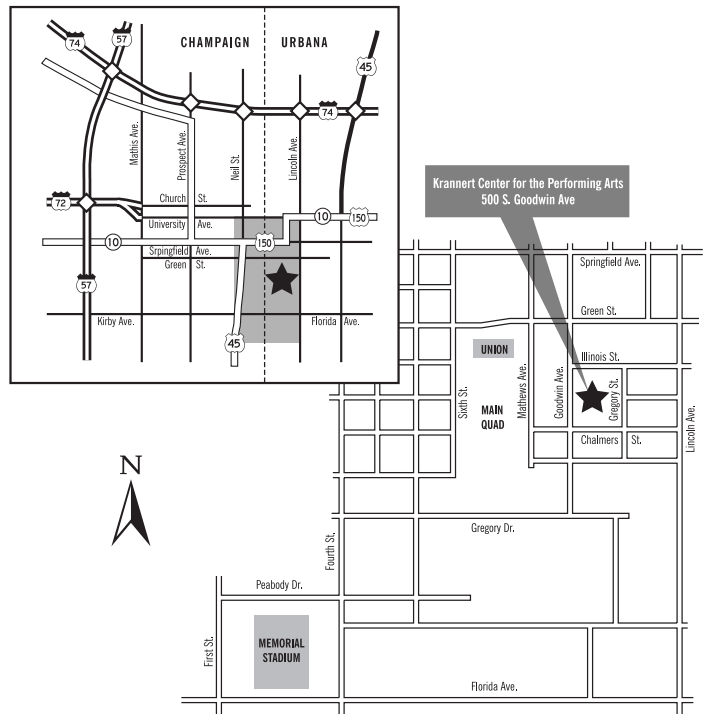 CHAMPAIGN
URBANA
74
57
45
74
Mathis Ave.
Prospect Ave.
Neil St.
Lincoln Ave.
72
Church St.
University Ave.
10
150
10
150
Srpingfield Ave.
Green St.
57
Kirby Ave.
Florida Ave.
45
Krannert Center for the Performing Arts
500 S. Goodwin Ave
Springfield Ave.
Green St.
UNION
Illinois St.
Sixth St.
MAIN
QUAD
Mathews Ave.
Goodwin Ave.
Gregory St.
Lincoln Ave.
Chalmers St.
N
Gregory Dr.
Fourth St.
Peabody Dr.
First St.
MEMORIAL
STADIUM
Florida Ave.